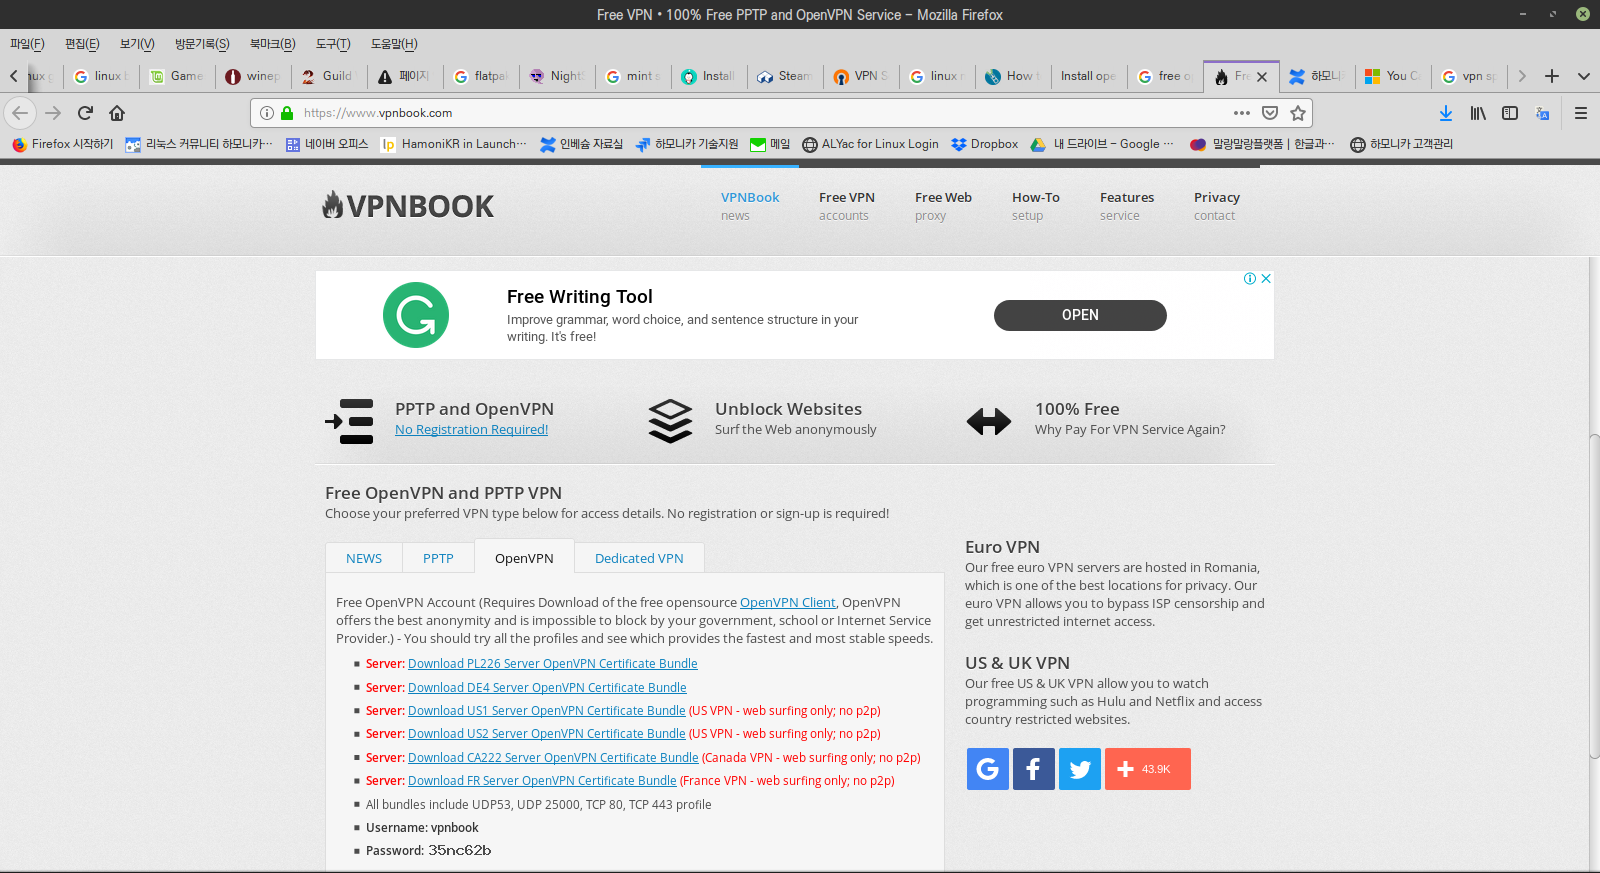 Free VPN • 100% Free PPTP and OpenVPN Service - Mozilla Firefox
파일(F) 편집(E) 보기(V) 방문기록(S) 북마크(B) 도구(T) 도움말(H)
linux Game winep Guild 페이지 flatpak Night mint s Install Steam VPN S linux How t Install ope free o Fre 하모니 You C vpn sp
https://www.vpnbook.com
Firefox 시작하기 리눅스 커뮤니티 하모니카… 네이버 오피스 HamoniKR in Launch… 인베슘 자료실 하모니카 기술지원 메일 ALYac for Linux Login Dropbox 내 드라이브 - Google … 말랑말랑플랫폼 | 한글과… 하모니카 고객관리
VPNBOOK
VPNBook Free VPN Free Web How-To Features Privacy
news accounts proxy setup service contact
Free Writing Tool
Improve grammar, word choice, and sentence structure in your
writing. It's free!
OPEN
PPTP and OpenVPN
No Registration Required!
Unblock Websites
Surf the Web anonymously
100% Free
Why Pay For VPN Service Again?
Free OpenVPN and PPTP VPN
Choose your preferred VPN type below for access details. No registration or sign-up is required!
NEWS PPTP OpenVPN Dedicated VPN
Free OpenVPN Account (Requires Download of the free opensource OpenVPN Client, OpenVPN
offers the best anonymity and is impossible to block by your government, school or Internet Service
Provider.) - You should try all the profiles and see which provides the fastest and most stable speeds.
Server: Download PL226 Server OpenVPN Certificate Bundle
Server: Download DE4 Server OpenVPN Certificate Bundle
Server: Download US1 Server OpenVPN Certificate Bundle (US VPN - web surfing only; no p2p)
Server: Download US2 Server OpenVPN Certificate Bundle (US VPN - web surfing only; no p2p)
Server: Download CA222 Server OpenVPN Certificate Bundle (Canada VPN - web surfing only; no p2p)
Server: Download FR Server OpenVPN Certificate Bundle (France VPN - web surfing only; no p2p)
All bundles include UDP53, UDP 25000, TCP 80, TCP 443 profile
Username: vpnbook
Password: 35nc62b
Euro VPN
Our free euro VPN servers are hosted in Romania,
which is one of the best locations for privacy. Our
euro VPN allows you to bypass ISP censorship and
get unrestricted internet access.
US & UK VPN
Our free US & UK VPN allow you to watch
programming such as Hulu and Netflix and access
country restricted websites.
43.9K